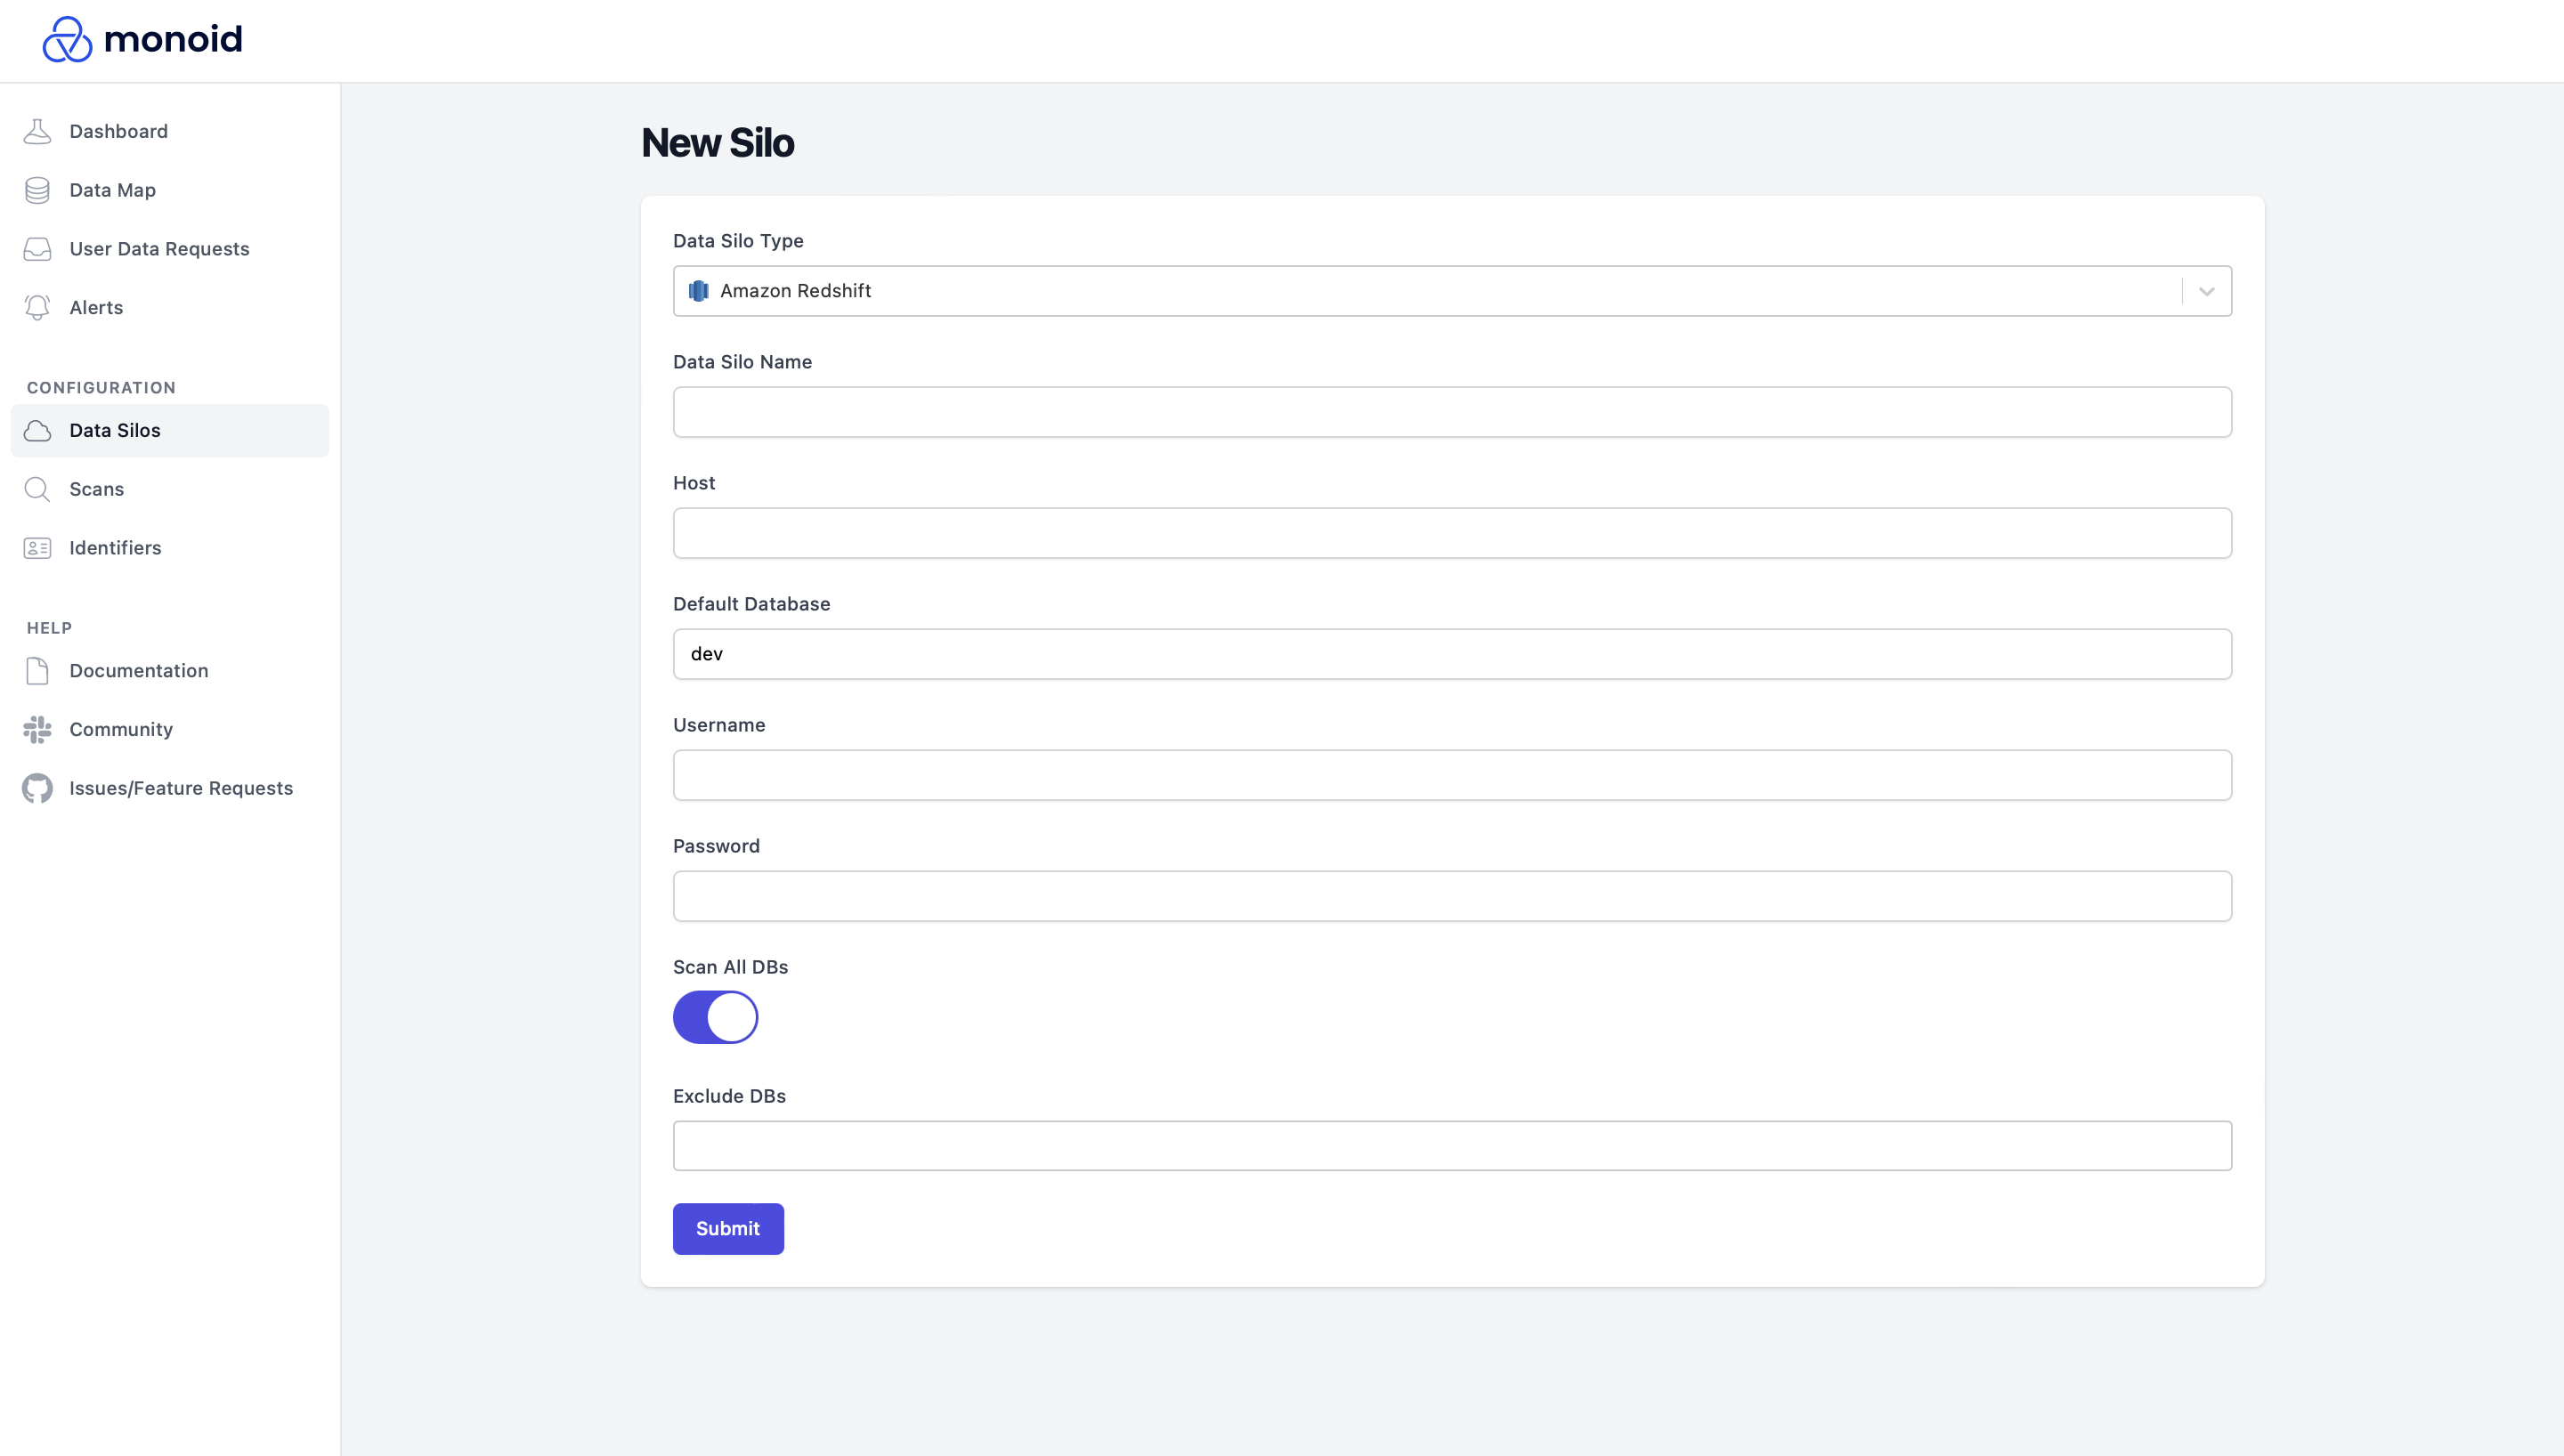 monoid
Dashboard
Data Map
User Data Requests
Alerts
CONFIGURATION
Data Silos
Scans
Identifiers
HELP
Documentation
Community
Issues/Feature Requests
New Silo
Data Silo Type
Amazon Redshift
Data Silo Name
Host
Default Database
dev
Username
Password
Scan All DBs
Exclude DBs
Submit